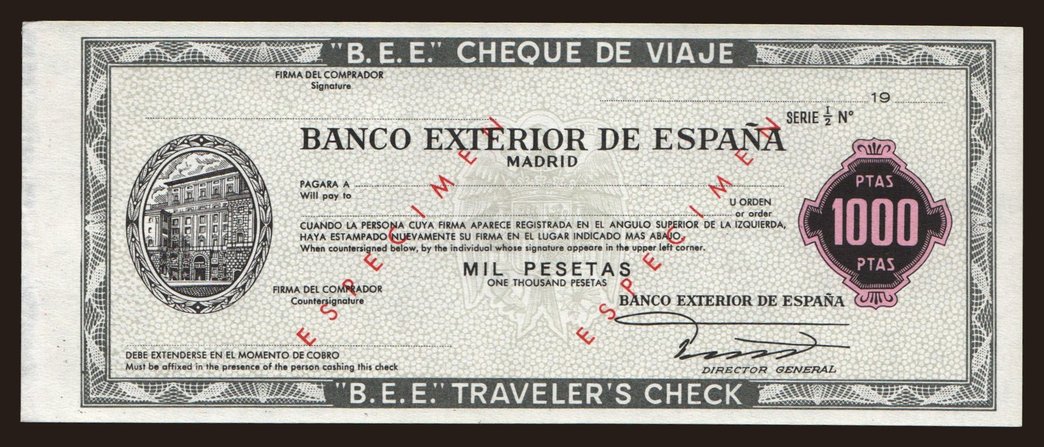 "B.E.E." CHEQUE DE VIAJE
FIRMA DEL COMPRADOR
Signature
19
SERIE I/2 Nº
BANCO EXTERIOR DE ESPAÑA
MADRID
PAGARA A
Will pay to
U ORDEN
or order
CUANDO LA PERSONA CUYA FIRMA APARECE REGISTRADA EN EL ANGULO SUPERIOR DE LA IZQUIERDA,
HAYA ESTAMPADO NUEVAMENTE SU FIRMA EN EL LUGAR INDICADO MAS ABAJO.
When countersigned below, by the individual whose signature appeare in the upper left corner.
PTAS
1000
PTAS
MIL PESETAS
ONE THOUSAND PESETAS
FIRMA DEL COMPRADOR
Countersignature
BANCO EXTERIOR DE ESPAÑA
DIRECTOR GENERAL
DEBE EXTENDERSE EN EL MOMENTO DE COBRO
Must be affixed in the presence of the person cashing this check
"B.E.E." TRAVELER'S CHECK
ESPECIMEN
ESPECIMEN